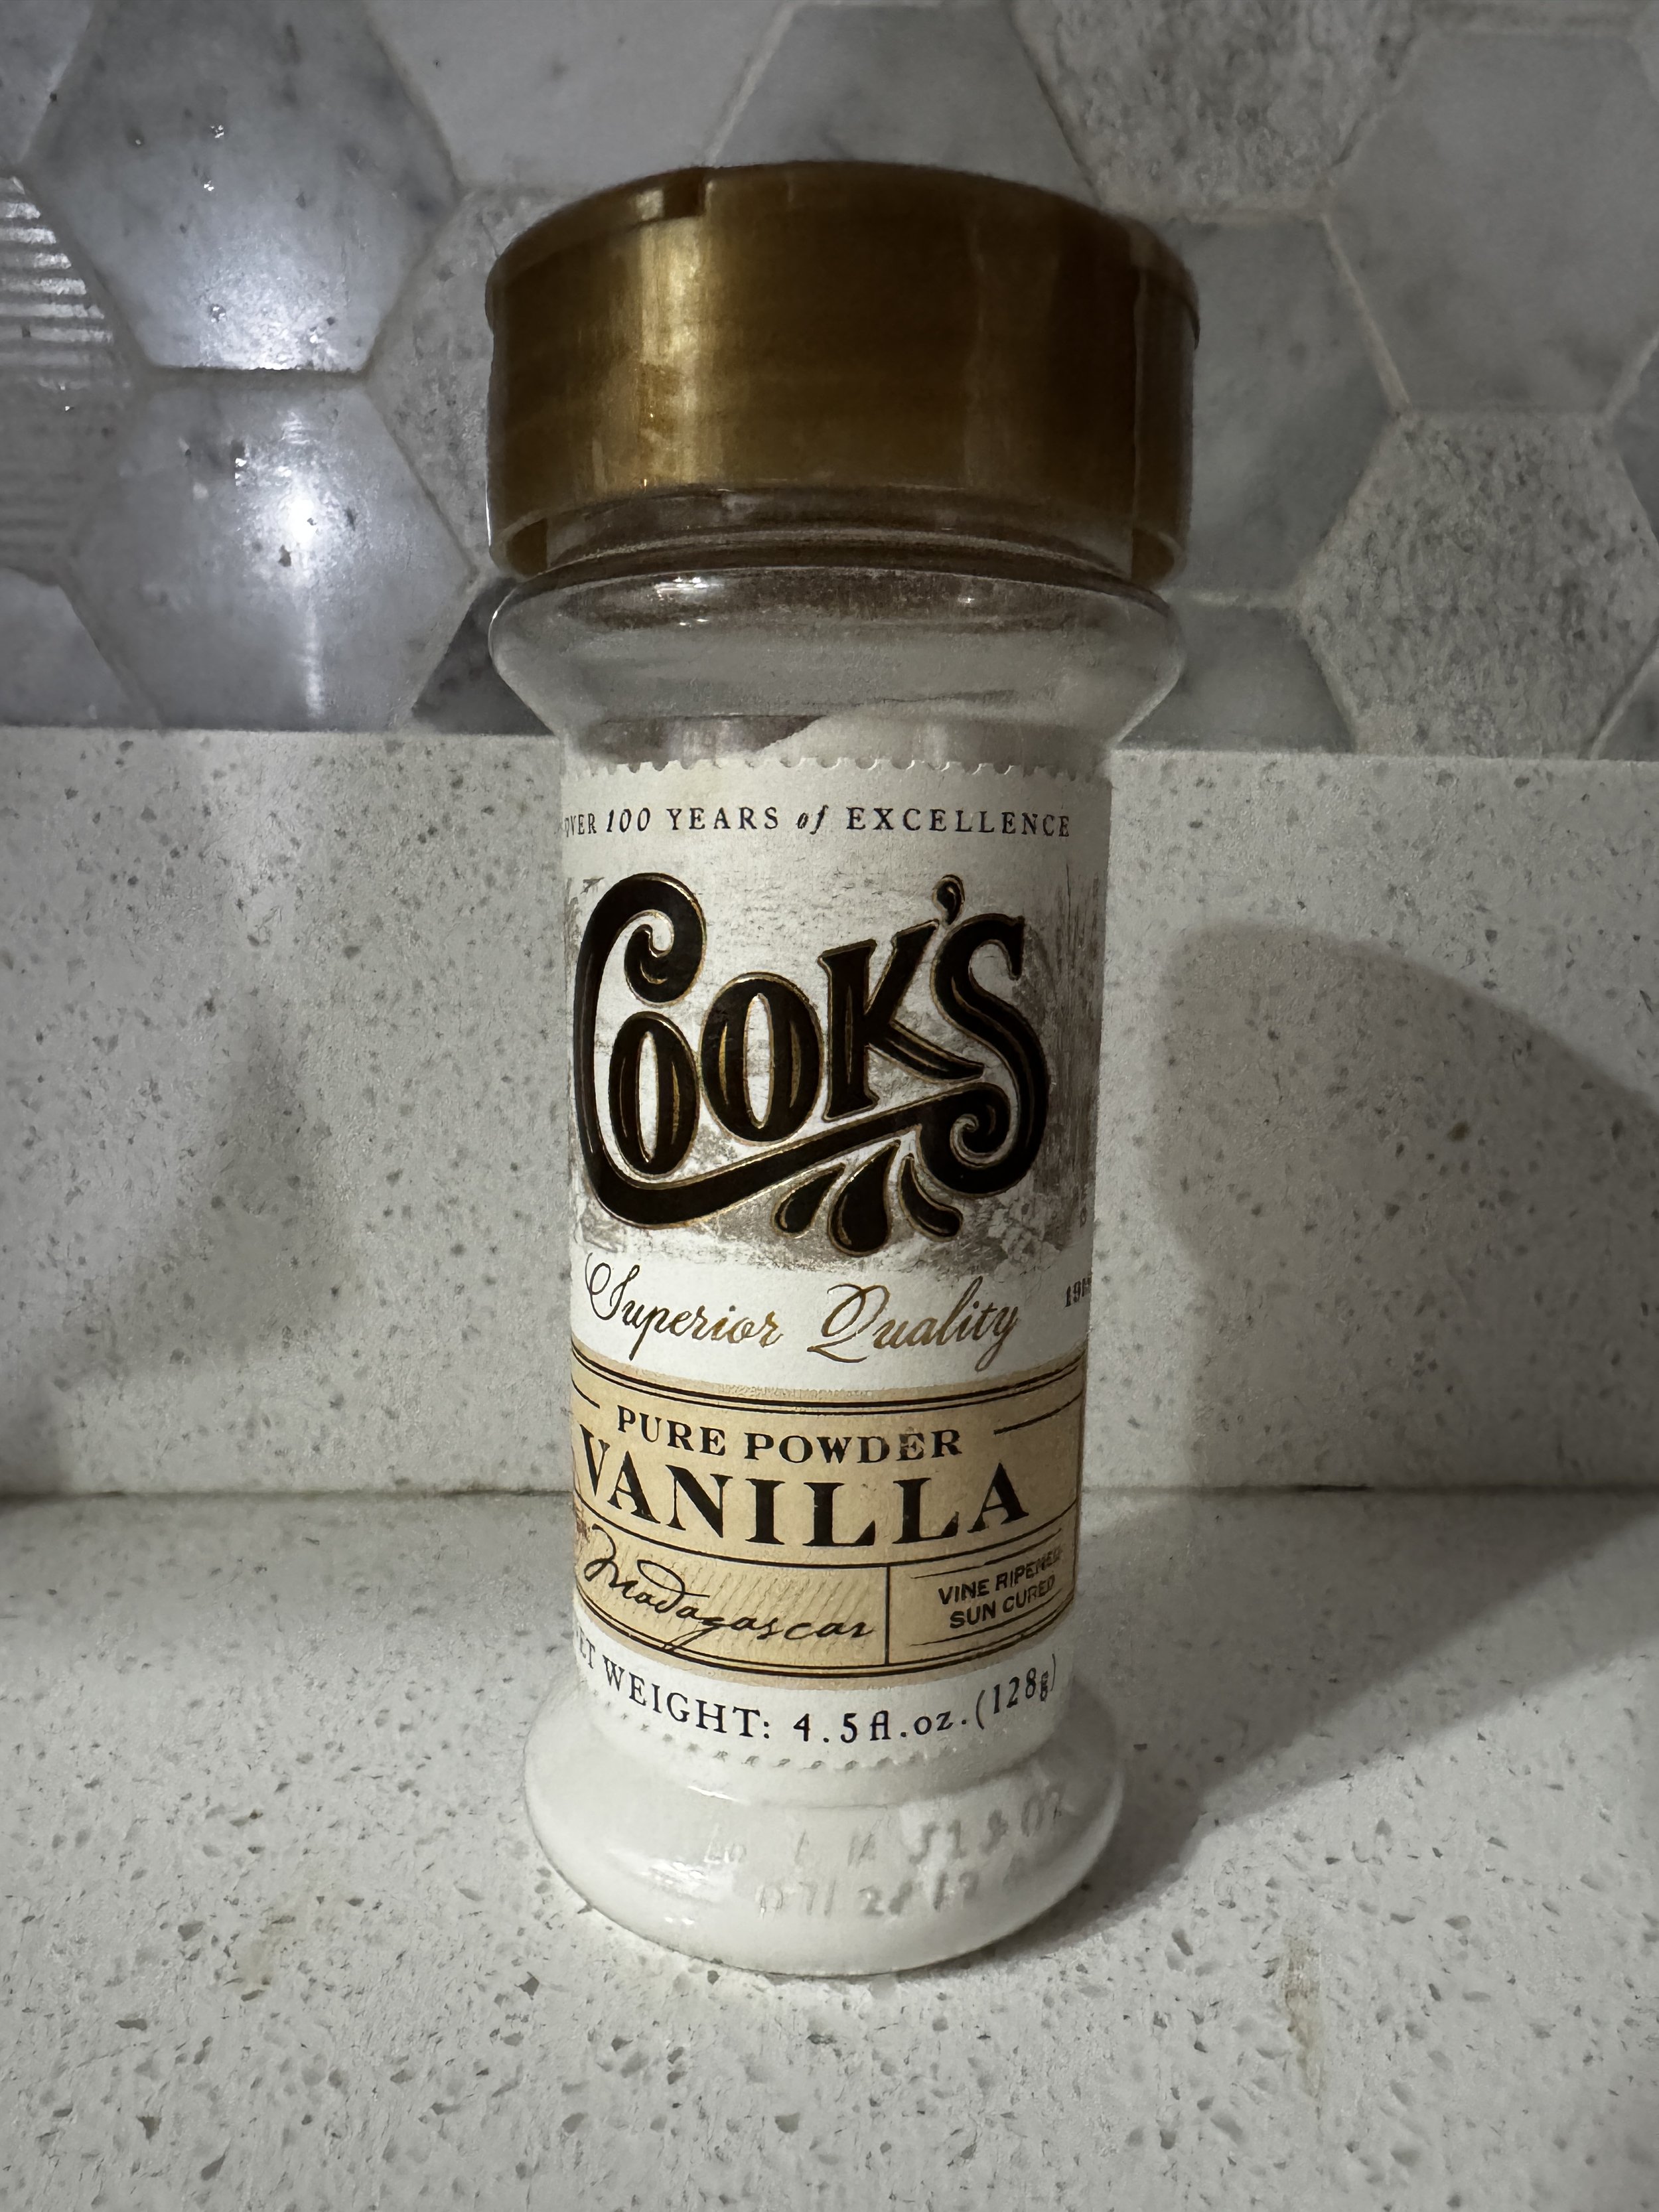 OVER 100 YEARS of EXCELLENCE
COOK'S
Superior Quality
PURE POWDER
VANILLA
Madagascar
VINE RIPENED
SUN CURED
WEIGHT: 4.5 fl.oz. (128g)